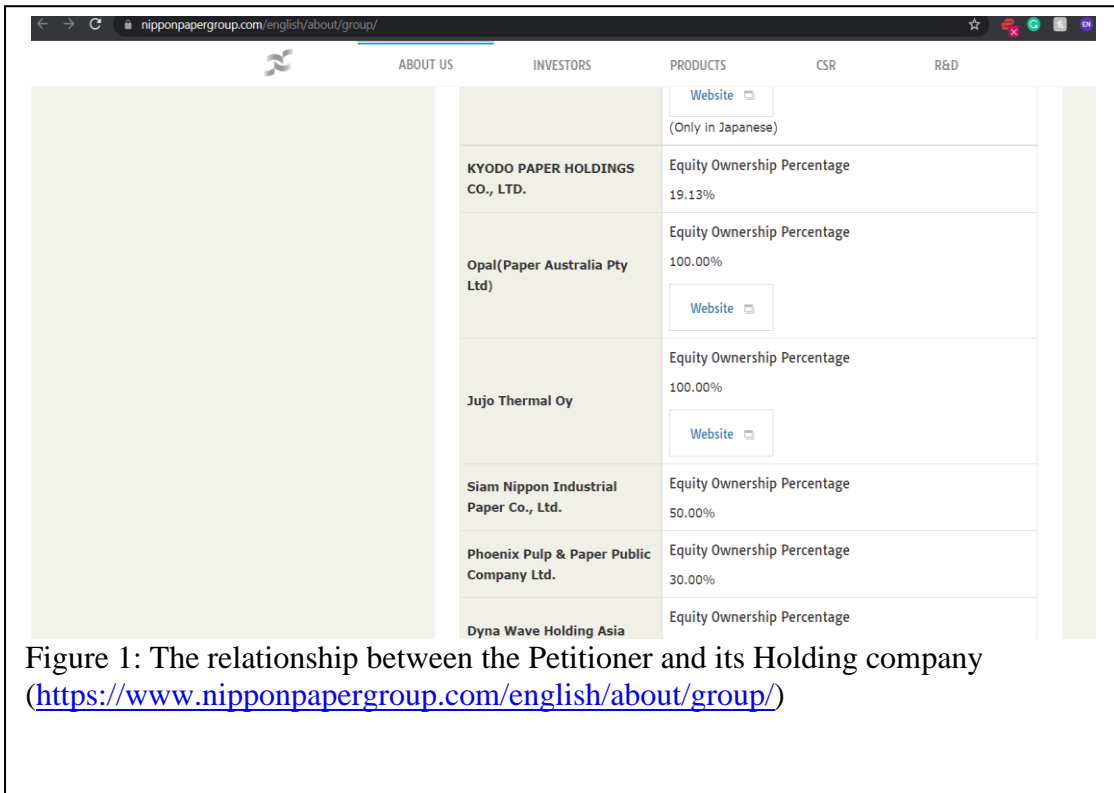 nipponpapergroup.com/english/about/group/
EN
ABOUT US INVESTORS PRODUCTS CSR R&D
Website
(Only in Japanese)
KYODO PAPER HOLDINGS
CO., LTD.
Equity Ownership Percentage
19.13%
Opal(Paper Australia Pty
Ltd)
Equity Ownership Percentage
100.00%
Website
Jujo Thermal Oy
Equity Ownership Percentage
100.00%
Website
Siam Nippon Industrial
Paper Co., Ltd.
Equity Ownership Percentage
50.00%
Phoenix Pulp & Paper Public
Company Ltd.
Equity Ownership Percentage
30.00%
Dyna Wave Holding Asia
Equity Ownership Percentage
Figure 1: The relationship between the Petitioner and its Holding company
(https://www.nipponpapergroup.com/english/about/group/)